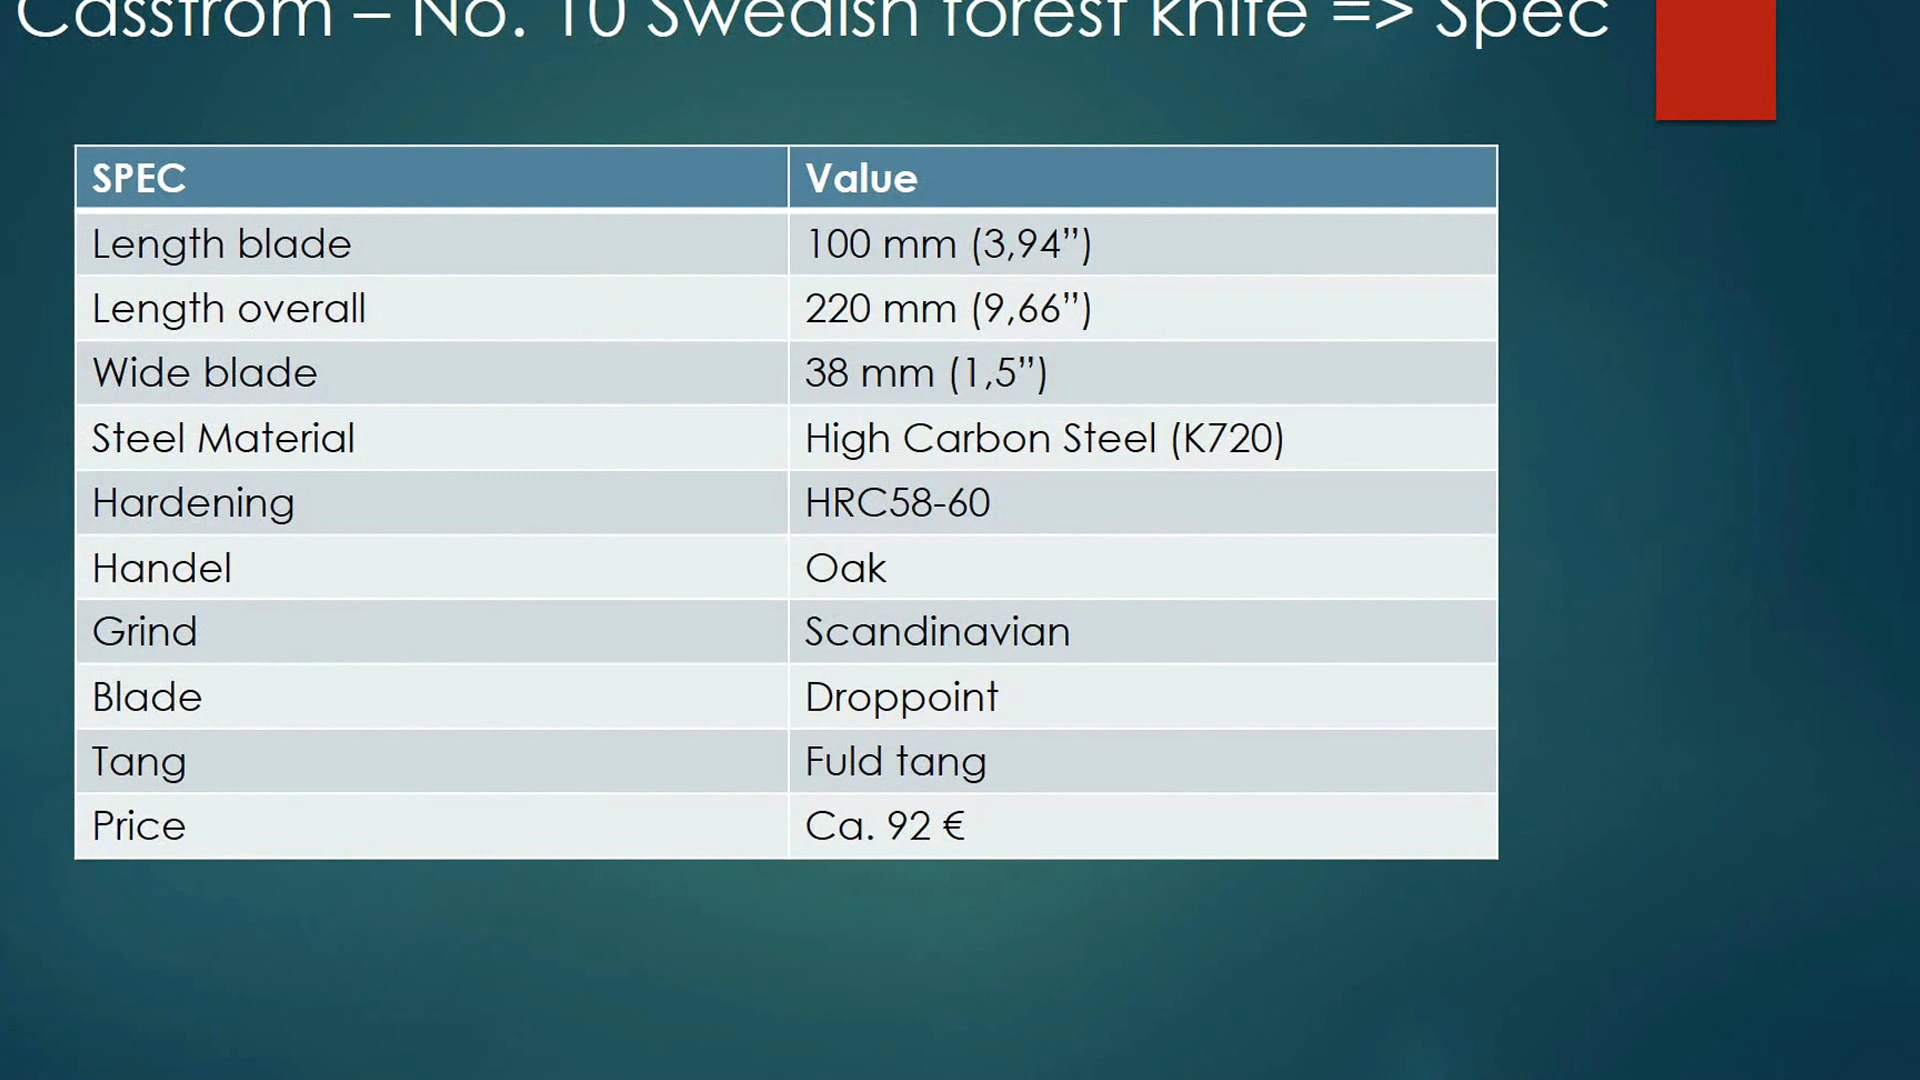 Casström – No. 10 Swedish forest knife => Spec
SPEC Value
Length blade 100 mm (3,94”)
Length overall 220 mm (9,66”)
Wide blade 38 mm (1,5”)
Steel Material High Carbon Steel (K720)
Hardening HRC58-60
Handel Oak
Grind Scandinavian
Blade Droppoint
Tang Fuld tang
Price Ca. 92 €